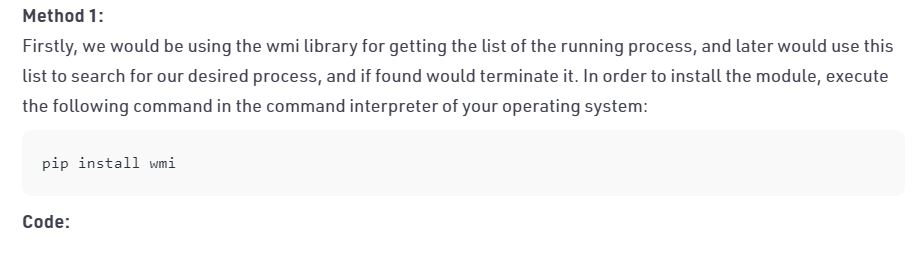 Method 1:
Firstly, we would be using the wmi library for getting the list of the running process, and later would use this
list to search for our desired process, and if found would terminate it. In order to install the module, execute
the following command in the command interpreter of your operating system:
pip install wmi
Code: